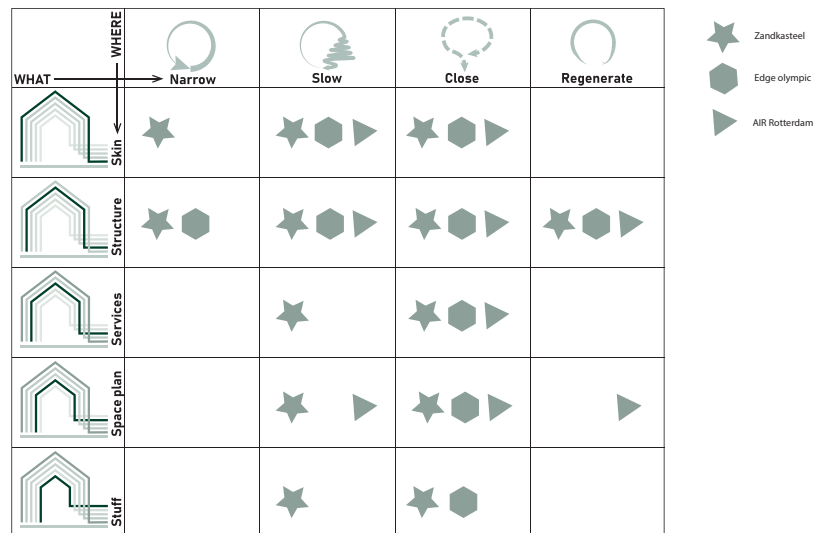 WHERE
WHAT
Narrow
Slow
Close
Regenerate
Skin
Structure
Services
Space plan
Stuff
Zandkasteel
Edge olympic
AIR Rotterdam